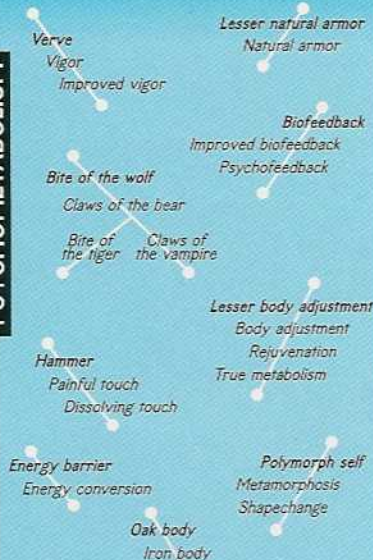 PSYCHOMETABOLISM
Verve
Vigor
Improved vigor
Bite of the wolf
Claws of the bear
Bite of
the tiger
Claws of
the vampire
Hammer
Painful touch
Dissolving touch
Energy barrier
Energy conversion
Oak body
Iron body
Lesser natural armor
Natural armor
Biofeedback
Improved biofeedback
Psychofeedback
Lesser body adjustment
Body adjustment
Rejuvenation
True metabolism
Polymorph self
Metamorphosis
Shapechange